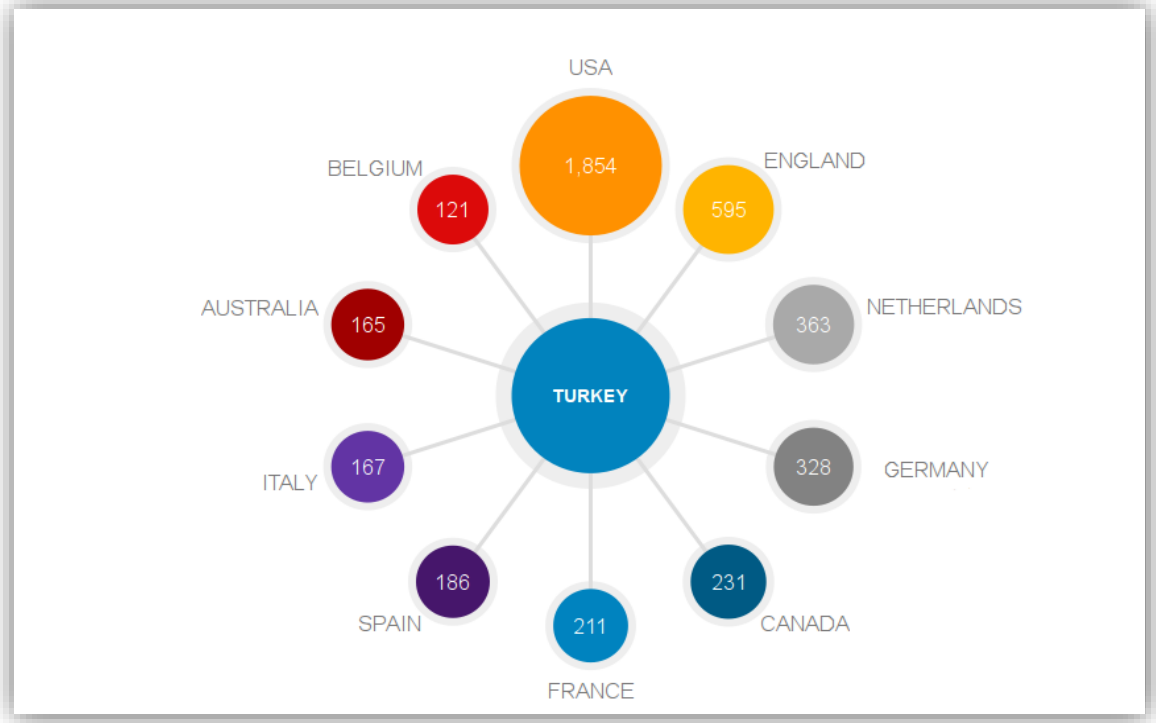 USA
1,854
ENGLAND
595
BELGIUM
121
NETHERLANDS
363
AUSTRALIA
165
TURKEY
GERMANY
328
ITALY
167
CANADA
231
SPAIN
186
FRANCE
211